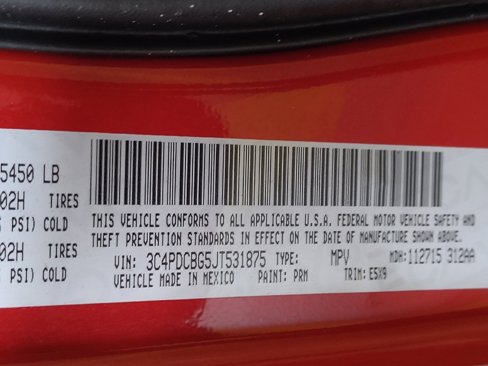 5450 LB
02H TIRES
PSI) COLD
02H TIRES
PSI) COLD
THIS VEHICLE CONFORMS TO ALL APPLICABLE U.S.A. FEDERAL MOTOR VEHICLE SAFETY AND
THEFT PREVENTION STANDARDS IN EFFECT ON THE DATE OF MANUFACTURE SHOWN ABOVE.
VIN: 3C4PDCBG5JT531875 TYPE: MPV MDH: 112715 312AA
VEHICLE MADE IN MEXICO PAINT: PRM TRIM: E5X9